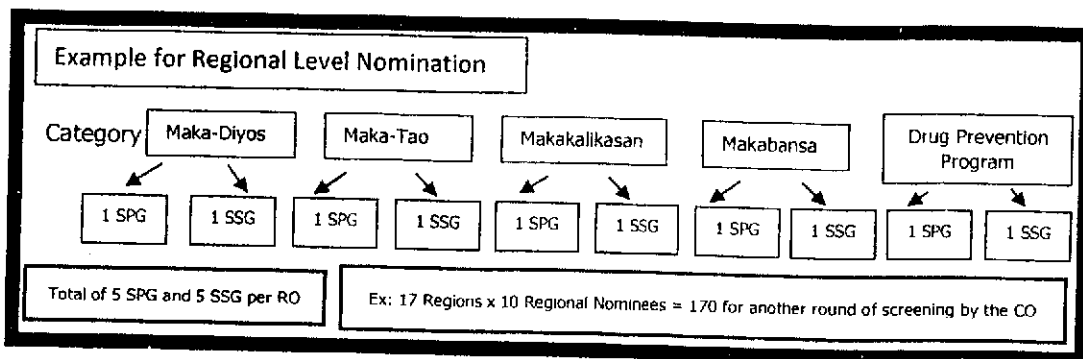 Example for Regional Level Nomination
Category Maka-Diyos Maka-Tao Makakalikasan Makabansa Drug Prevention
Program
1 SPG 1 SSG 1 SPG 1 SSG 1 SPG 1 SSG 1 SPG 1 SSG 1 SPG 1 SSG
Total of 5 SPG and 5 SSG per RO
Ex: 17 Regions x 10 Regional Nominees = 170 for another round of screening by the CO